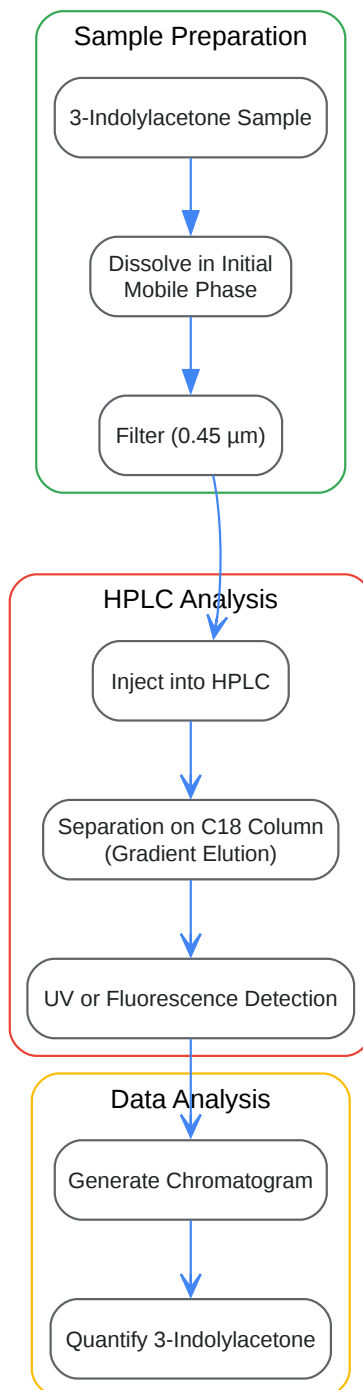 Sample Preparation
3-Indolylacetone Sample
Dissolve in Initial
Mobile Phase
Filter (0.45 µm)
HPLC Analysis
Inject into HPLC
Separation on C18 Column
(Gradient Elution)
UV or Fluorescence Detection
Data Analysis
Generate Chromatogram
Quantify 3-Indolylacetone